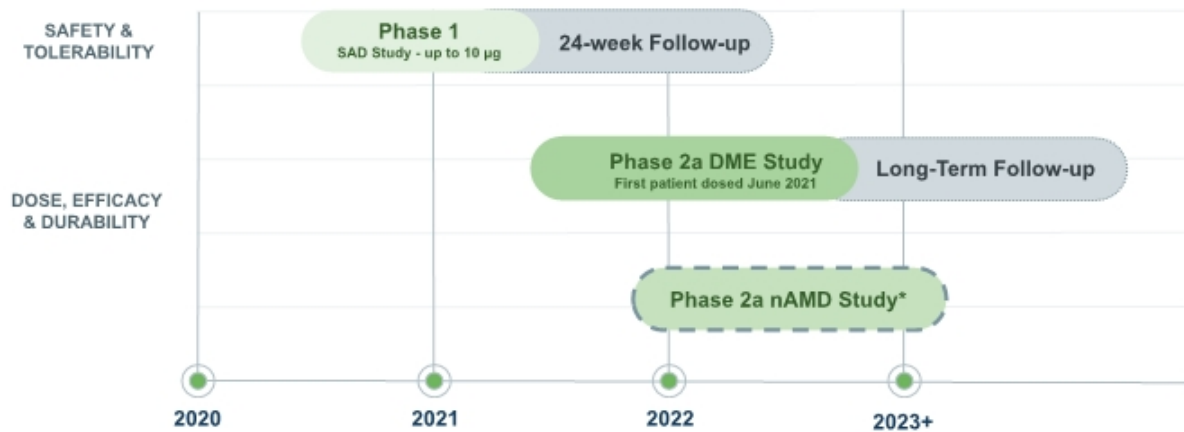 SAFETY &
TOLERABILITY
Phase 1
SAD Study - up to 10 µg
24-week Follow-up
DOSE, EFFICACY
& DURABILITY
Phase 2a DME Study
First patient dosed June 2021
Long-Term Follow-up
Phase 2a nAMD Study*
2020
2021
2022
2023+